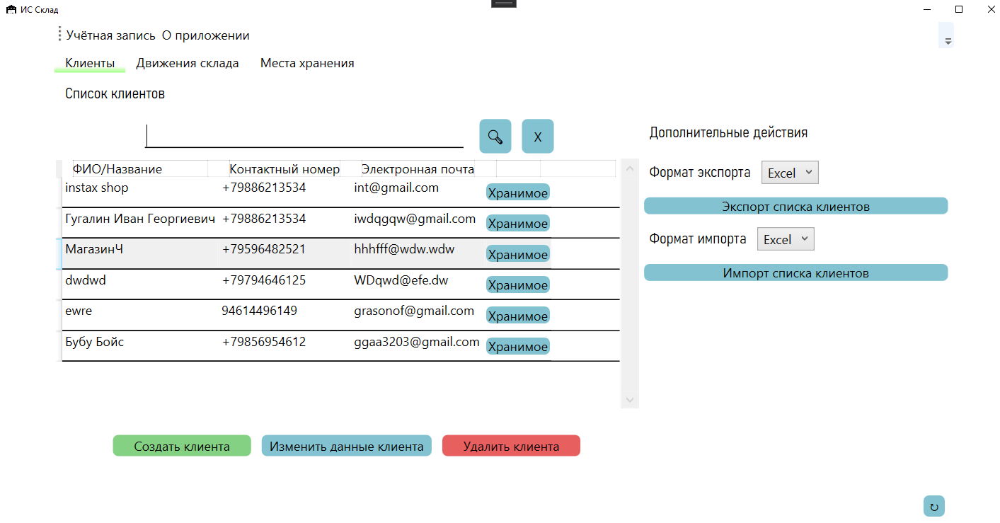 ИС Склад
Учётная запись О приложении
Клиенты Движения склада Места хранения
Список клиентов
X
Дополнительные действия
ФИО/Название Контактный номер Электронная почта
Формат экспорта Excel
instax shop +79886213534 int@gmail.com Хранимое
Экспорт списка клиентов
Гугалин Иван Георгиевич +79886213534 iwdqgqw@gmail.com Хранимое
Формат импорта Excel
МагазинЧ +79596482521 hhhfff@wdw.wdw Хранимое
Импорт списка клиентов
dwdwd +79794646125 WDqwd@efe.dw Хранимое
ewre 94614496149 grasonof@gmail.com Хранимое
Бубу Бойс +79856954612 ggaa3203@gmail.com Хранимое
Создать клиента Изменить данные клиента Удалить клиента